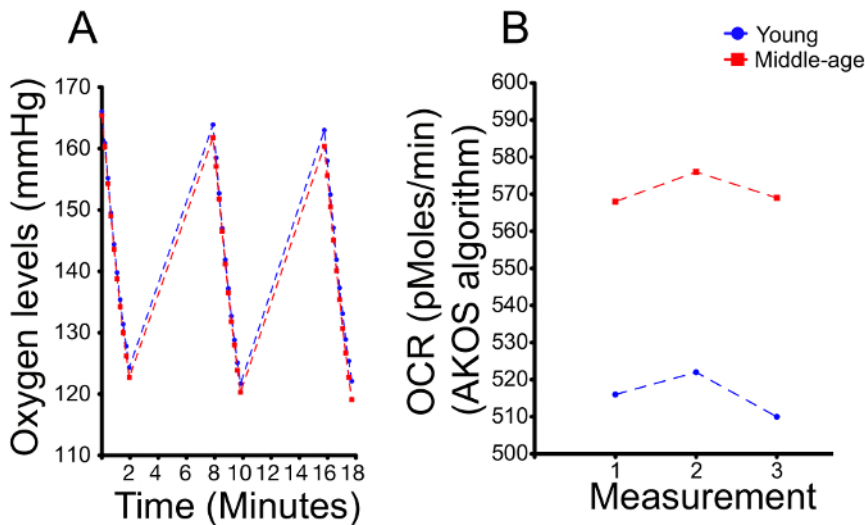 A
Oxygen levels (mmHg)
170
160
150
140
130
120
110
2 4 6 8 10 12 14 16 18
Time (Minutes)
B
Young
Middle-age
OCR (pMoles/min)
(AKOS algorithm)
600
590
580
570
560
550
540
530
520
510
500
1 2 3
Measurement